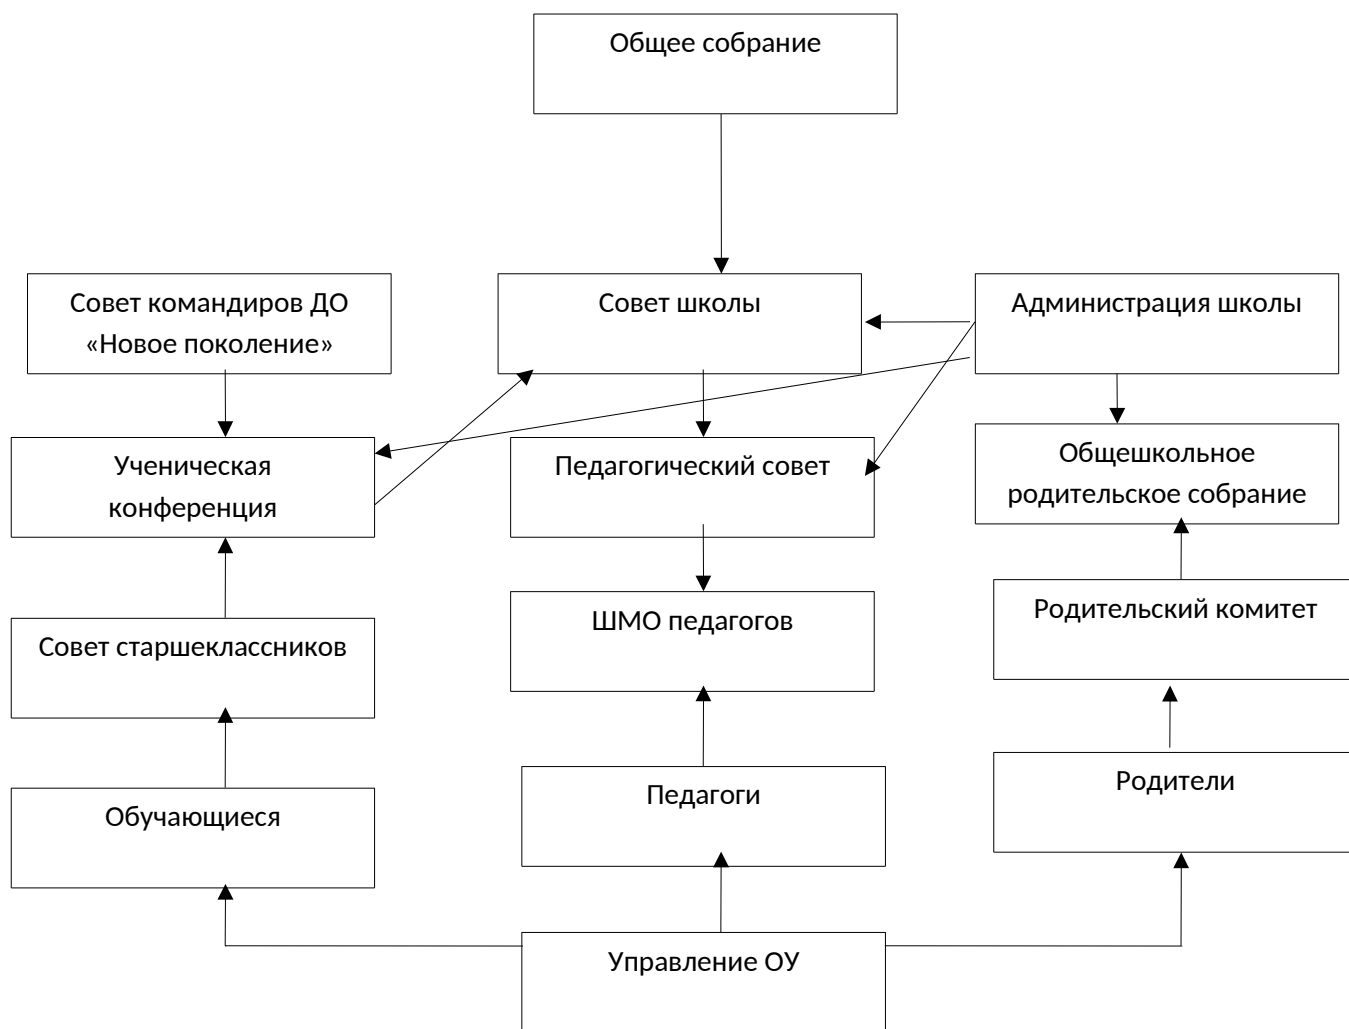 Общее собрание
Совет командиров ДО
«Новое поколение»
Совет школы
Администрация школы
Ученическая
конференция
Педагогический совет
Общешкольное
родительское собрание
ШМО педагогов
Родительский комитет
Совет старшеклассников
Педагоги
Родители
Обучающиеся
Управление ОУ